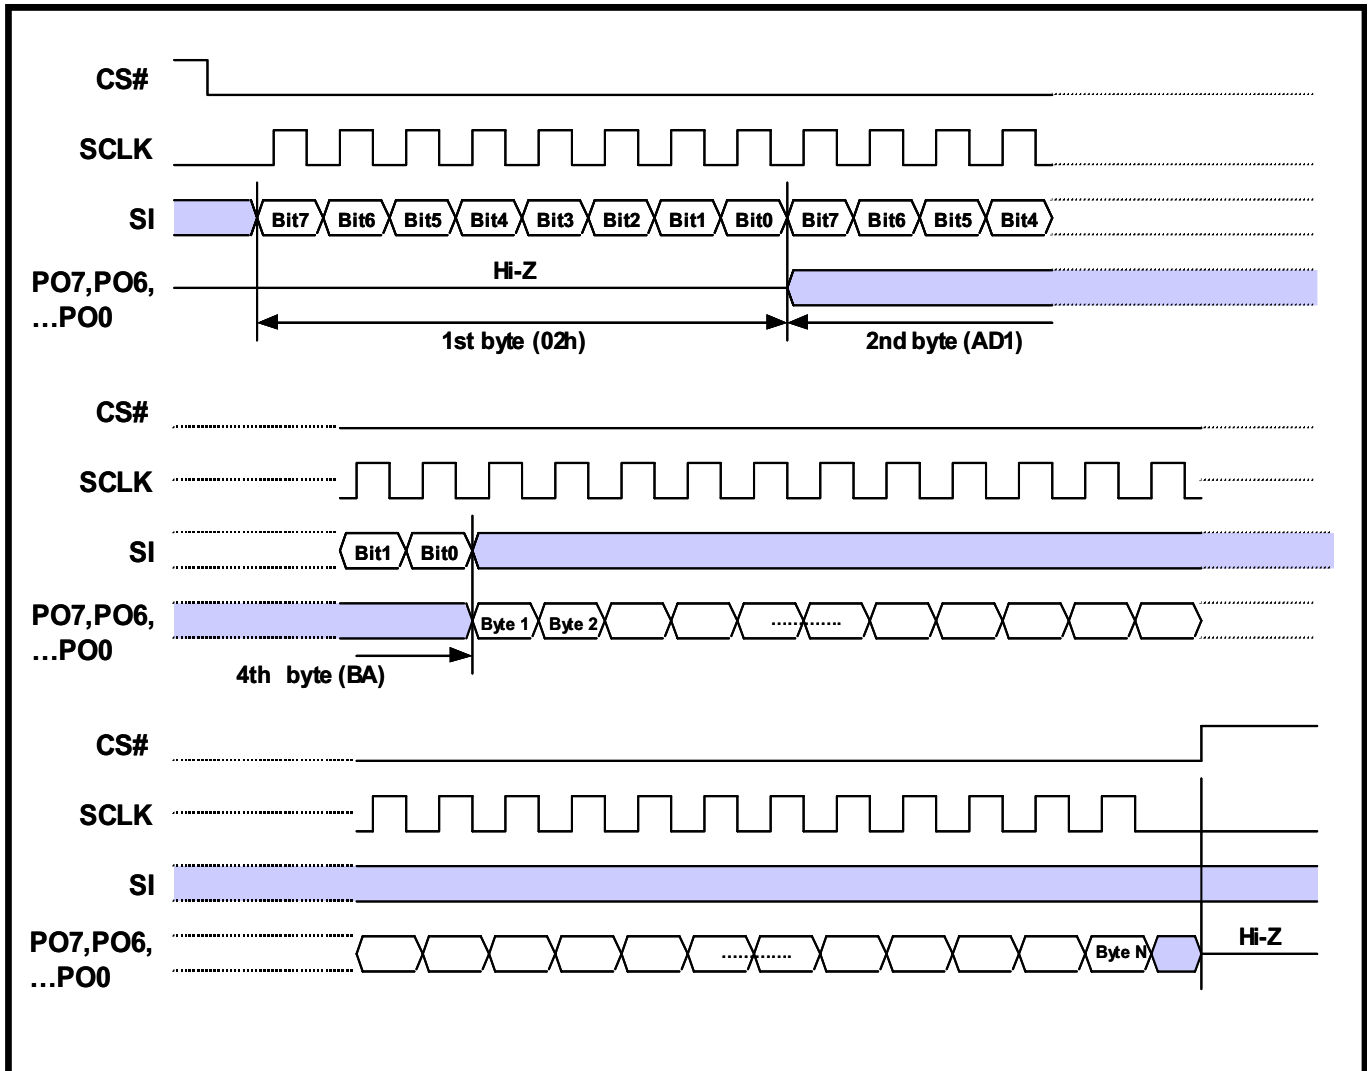 CS#
SCLK
SI Bit7 Bit6 Bit5 Bit4 Bit3 Bit2 Bit1 Bit0 Bit7 Bit6 Bit5 Bit4
Hi-Z
PO7,PO6,
...PO0
1st byte (02h) 2nd byte (AD1)
CS#
SCLK
SI Bit1 Bit0
PO7,PO6, Byte 1 Byte 2 ..............
...PO0
4th byte (BA)
CS#
SCLK
SI
PO7,PO6, .............. Byte N Hi-Z
...PO0